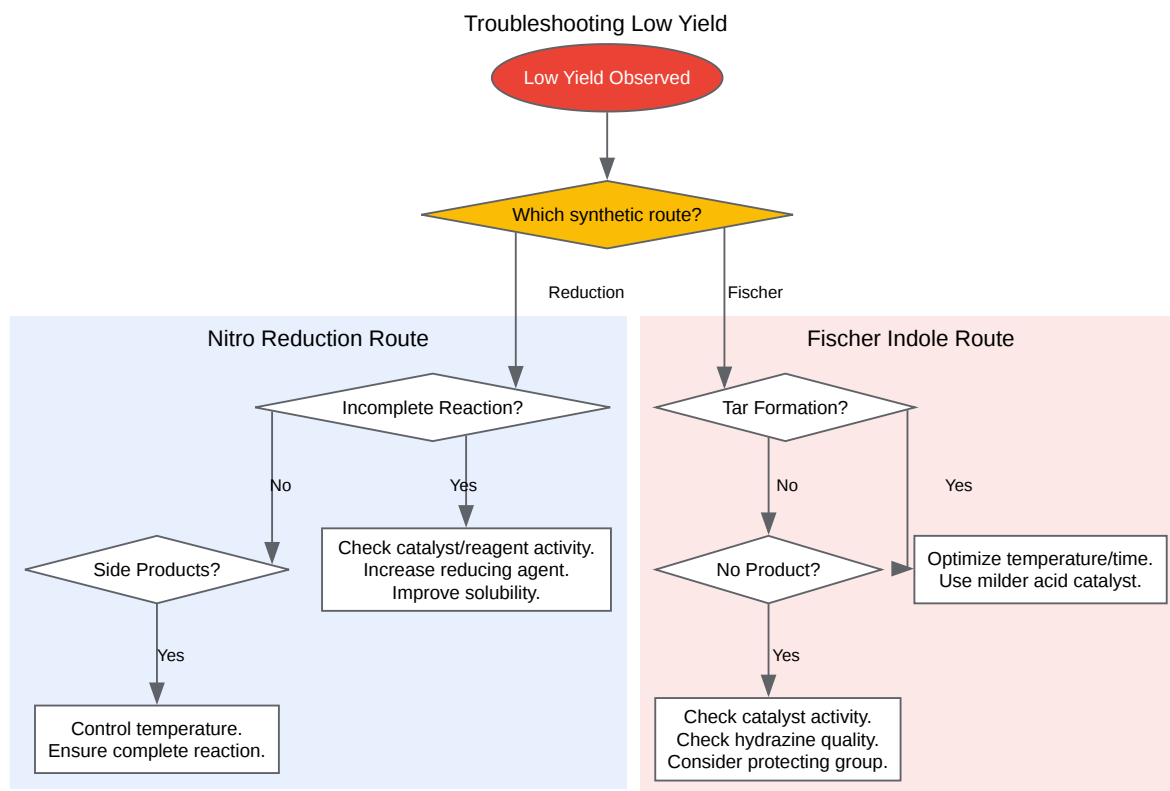 Troubleshooting Low Yield
Low Yield Observed
Which synthetic route?
Reduction
Fischer
Nitro Reduction Route
Incomplete Reaction?
No
Yes
Side Products?
Check catalyst/reagent activity.
Increase reducing agent.
Improve solubility.
Yes
Control temperature.
Ensure complete reaction.
Fischer Indole Route
Tar Formation?
No
Yes
No Product?
Optimize temperature/time.
Use milder acid catalyst.
Yes
Check catalyst activity.
Check hydrazine quality.
Consider protecting group.